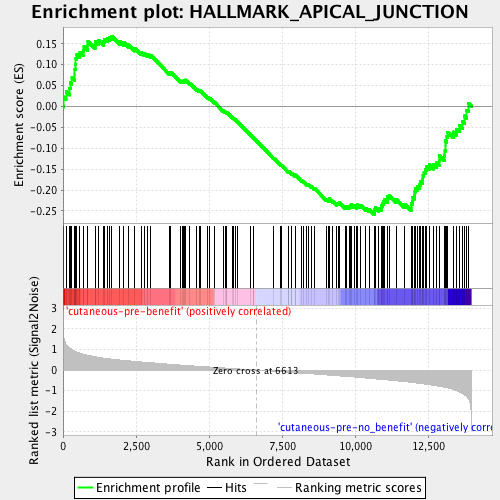 Enrichment plot: HALLMARK_APICAL_JUNCTION
Enrichment score (ES)
0.15
0.10
0.05
0.00
-0.05
-0.10
-0.15
-0.20
-0.25
'cutaneous-pre-benefit' (positively correlated)
Ranked list metric (Signal2Noise)
3
2
1
0
-1
-2
-3
Zero cross at 6613
'cutaneous-pre-no_benefit' (negatively corre
0
2,500
5,000
7,500
10,000
12,500
Rank in Ordered Dataset
Enrichment profile
Hits
Ranking metric scores